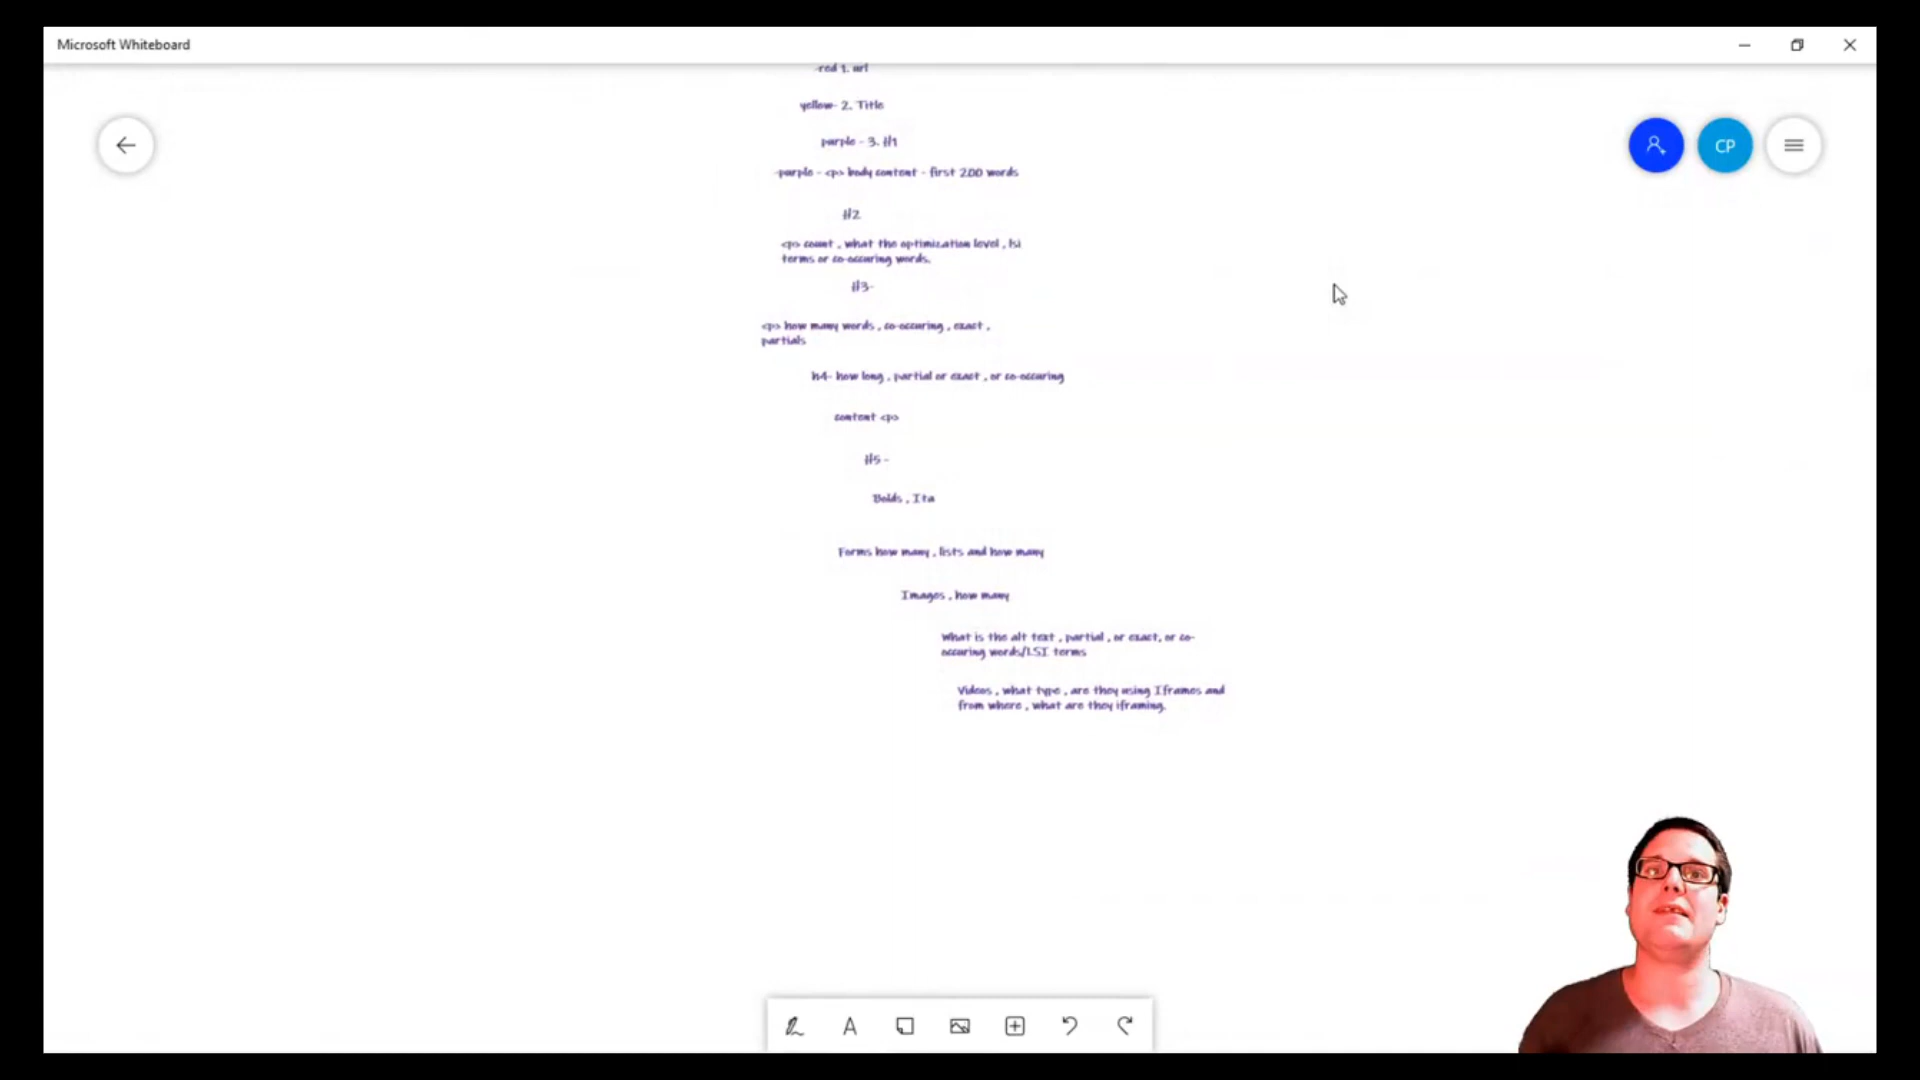 Microsoft Whiteboard
-red 1. url
yellow- 2. Title
purple - 3. H1
-purple - <p> body content - first 200 words
H2
<p> count , what the optimization level , lsi
terms or co-occuring words.
H3-
<p> how many words , co-occuring , exact ,
partials
h4- how long , partial or exact , or co-occuring
content <p>
H5 -
Bolds , Ita
Forms how many , lists and how many
Images , how many
What is the alt text , partial , or exact, or co-
occuring words/LSI terms
Videos , what type , are they using Iframes and
from where , what are they iframing.
CP
A